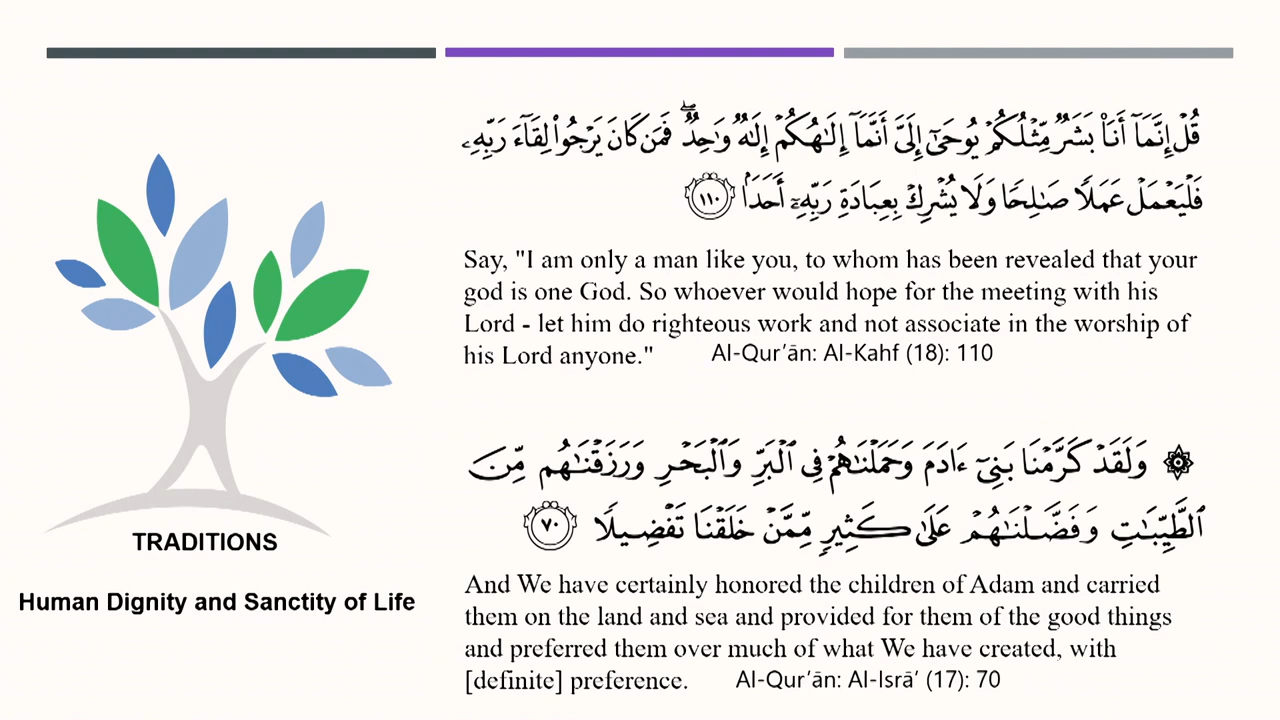 TRADITIONS
Human Dignity and Sanctity of Life
قُلْ إِنَّمَآ أَنَا۠ بَشَرٌ مِّثْلُكُمْ يُوحَىٰٓ إِلَىَّ أَنَّمَآ إِلَـٰهُكُمْ إِلَـٰهٌ وَٰحِدٌ ۖ فَمَن كَانَ يَرْجُوا۟ لِقَآءَ رَبِّهِۦ
فَلْيَعْمَلْ عَمَلًا صَـٰلِحًا وَلَا يُشْرِكْ بِعِبَادَةِ رَبِّهِۦٓ أَحَدًۢا ١١٠
Say, "I am only a man like you, to whom has been revealed that your
god is one God. So whoever would hope for the meeting with his
Lord - let him do righteous work and not associate in the worship of
his Lord anyone." Al-Qur’ān: Al-Kahf (18): 110
۞ وَلَقَدْ كَرَّمْنَا بَنِىٓ ءَادَمَ وَحَمَلْنَـٰهُمْ فِى ٱلْبَرِّ وَٱلْبَحْرِ وَرَزَقْنَـٰهُم مِّنَ
ٱلطَّيِّبَـٰتِ وَفَضَّلْنَـٰهُمْ عَلَىٰ كَثِيرٍ مِّمَّنْ خَلَقْنَا تَفْضِيلًا ٧٠
And We have certainly honored the children of Adam and carried
them on the land and sea and provided for them of the good things
and preferred them over much of what We have created, with
[definite] preference. Al-Qur’ān: Al-Isrā’ (17): 70